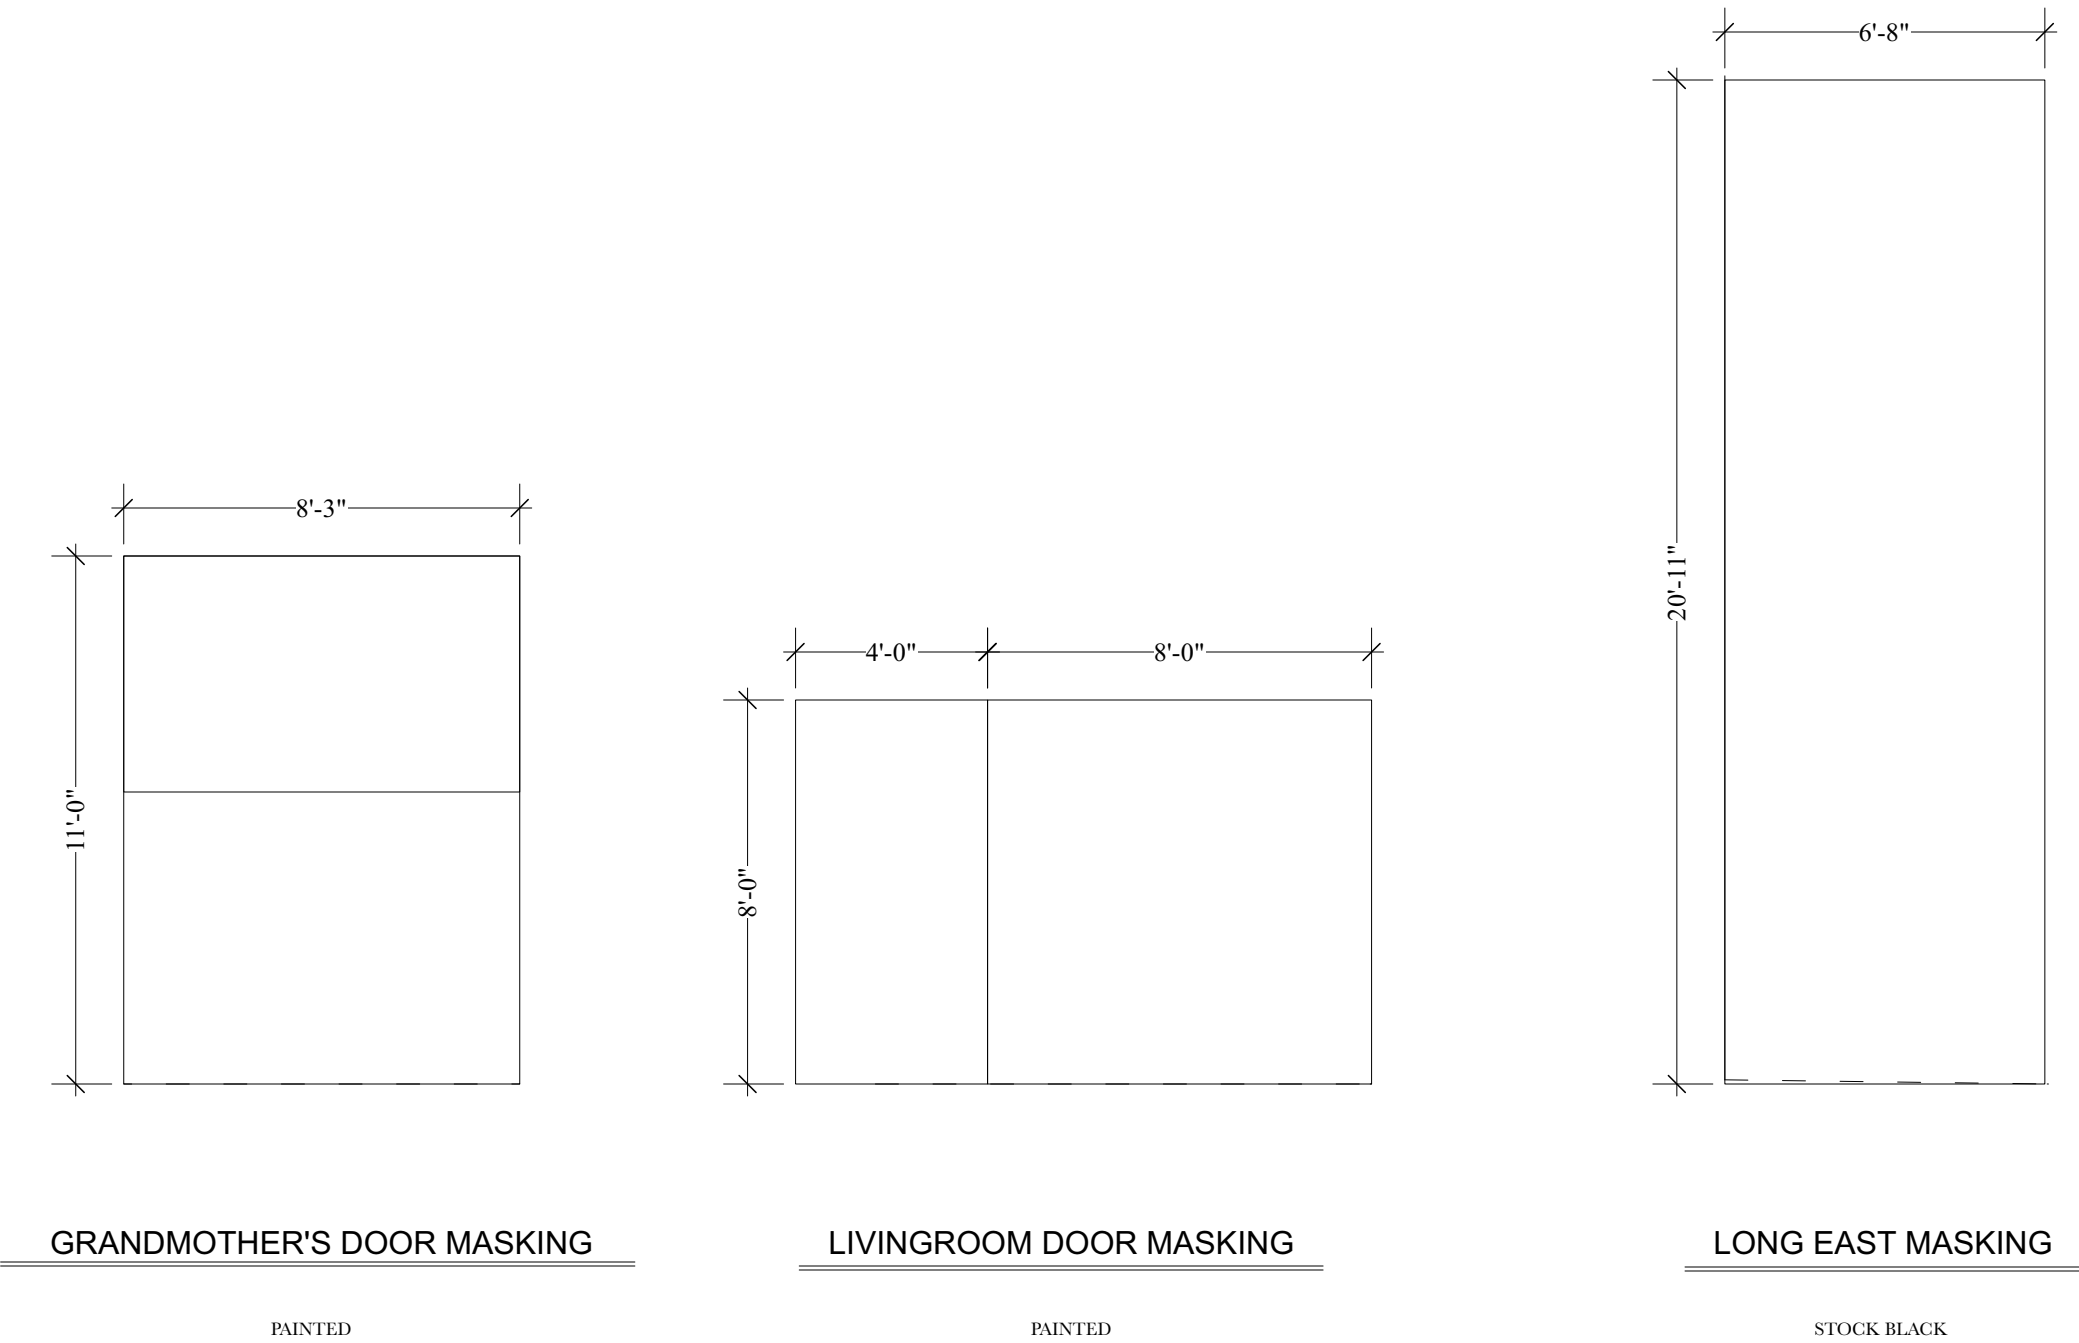 6'-8"
8'-3"
20'-11"
4'-0"
8'-0"
11'-0"
8'-0"
GRANDMOTHER'S DOOR MASKING
LIVINGROOM DOOR MASKING
LONG EAST MASKING
PAINTED
PAINTED
STOCK BLACK